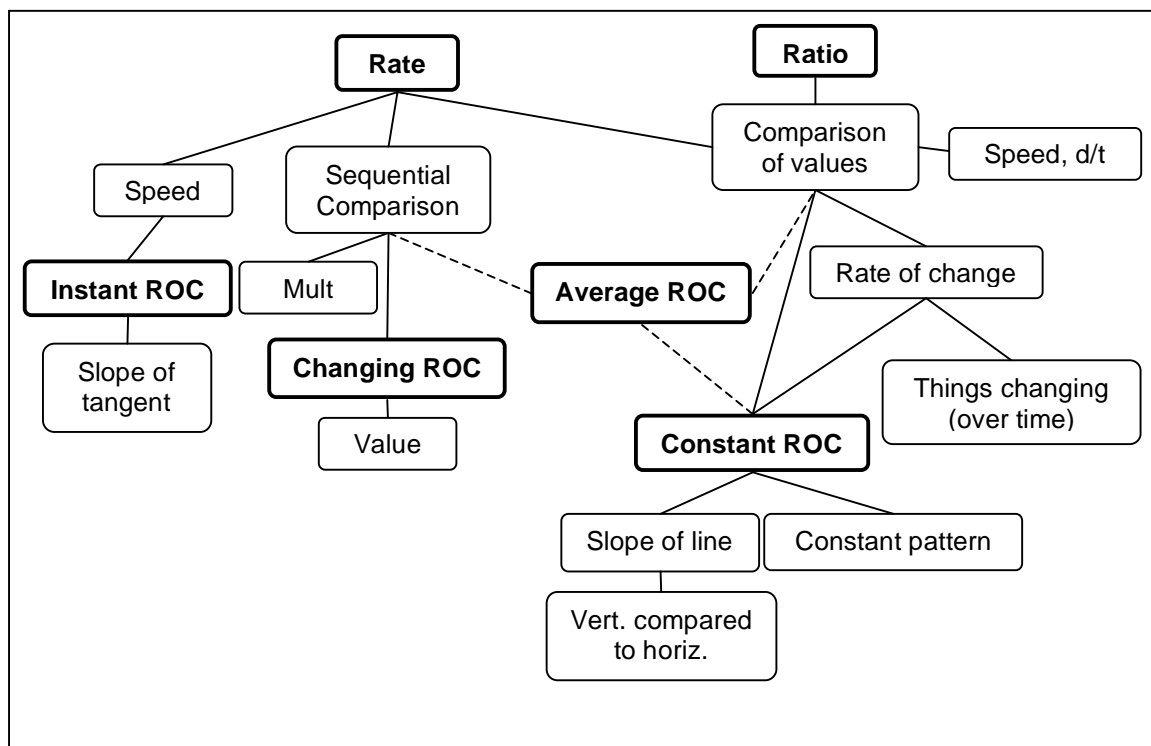 Rate
Ratio
Comparison
of values
Speed, d/t
Speed
Sequential
Comparison
Instant ROC
Mult
Average ROC
Rate of change
Slope of
tangent
Changing ROC
Things changing
(over time)
Value
Constant ROC
Slope of line
Constant pattern
Vert. compared
to horiz.